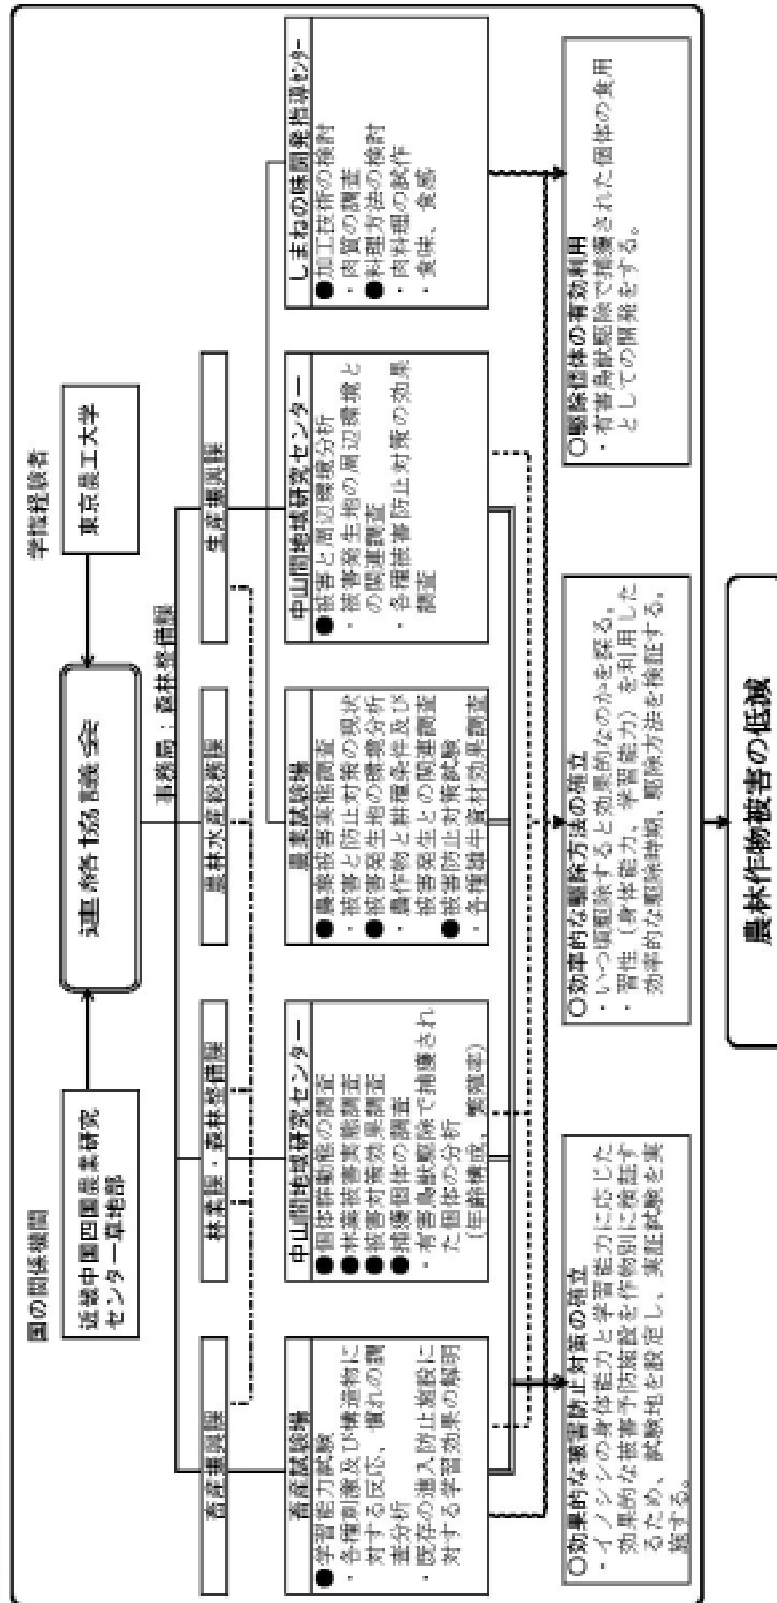 国の関係機関
近畿中国四国農業研究
センター草地部
連絡協議会
学識経験者
東京農工大学
事務局：森林整備課
畜産振興課
林業課・森林整備課
農林水産総務課
生産振興課
畜産試験場
●学習能力試験
・各種刺激及び構造物に
対する反応、慣れの調
査分析
・既存の進入防止施設に
対する学習効果の解明
中山間地域研究センター
●個体群動態の調査
●林業被害実態調査
●被害対策効果調査
●捕獲個体の調査
・有害鳥獣駆除で捕獲され
た個体の分析
（年齢構成、繁殖率）
農業試験場
●農業被害実態調査
・被害と防止対策の現状
●被害発生地の環境分析
・農作物と耕種条件及び
被害発生との関連調査
●被害防止対策試験
・各種資材効果調査
中山間地域研究センター
●被害と周辺環境分析
・被害発生地の周辺環境と
の関連調査
・各種被害防止対策の効果
調査
しまねの味開発指導センター
●加工技術の検討
・肉質の調査
●料理方法の検討
・肉料理の試作
・食味、食感
○効果的な被害防止対策の確立
・イノシシの身体能力と学習能力に応じた
効果的な被害予防施設を作物別に検証す
るため、試験地を設定し、実証試験を実
施する。
○効率的な駆除方法の確立
・いつ頃駆除すると効果的なのかを探る。
・習性（身体能力、学習能力）を利用した
効率的な駆除時期、駆除方法を検証する。
○駆除個体の有効利用
・有害鳥獣駆除で捕獲された個体の食用
としての開発をする。
農林作物被害の低減